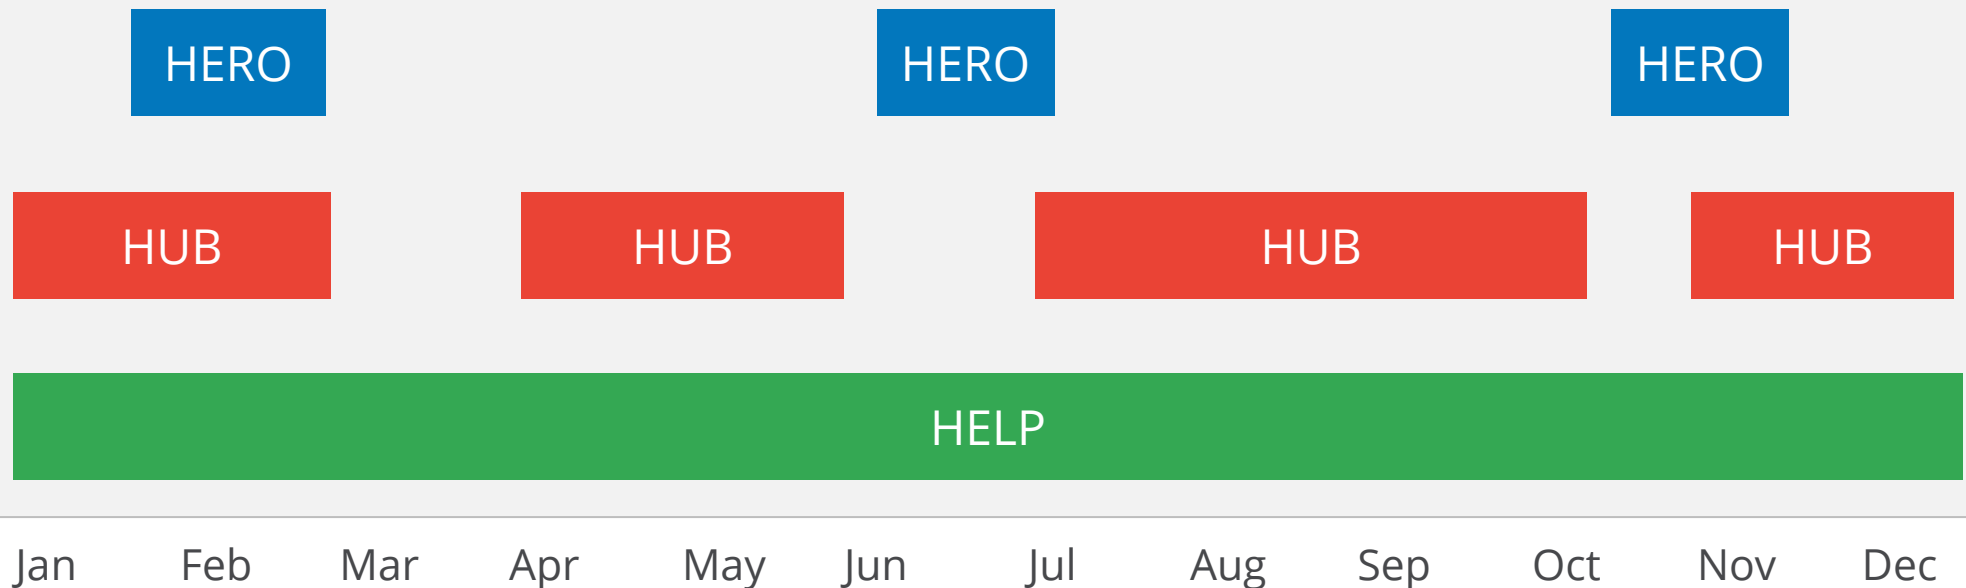 HERO HERO HERO
HUB HUB HUB HUB
HELP
Jan Feb Mar Apr May Jun Jul Aug Sep Oct Nov Dec